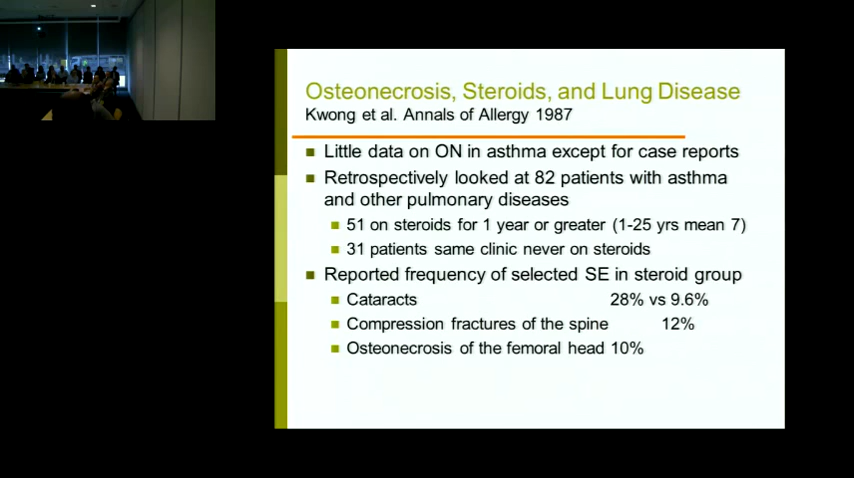 Osteonecrosis, Steroids, and Lung Disease
Kwong et al. Annals of Allergy 1987
Little data on ON in asthma except for case reports
Retrospectively looked at 82 patients with asthma
and other pulmonary diseases
51 on steroids for 1 year or greater (1-25 yrs mean 7)
31 patients same clinic never on steroids
Reported frequency of selected SE in steroid group
Cataracts 28% vs 9.6%
Compression fractures of the spine 12%
Osteonecrosis of the femoral head 10%